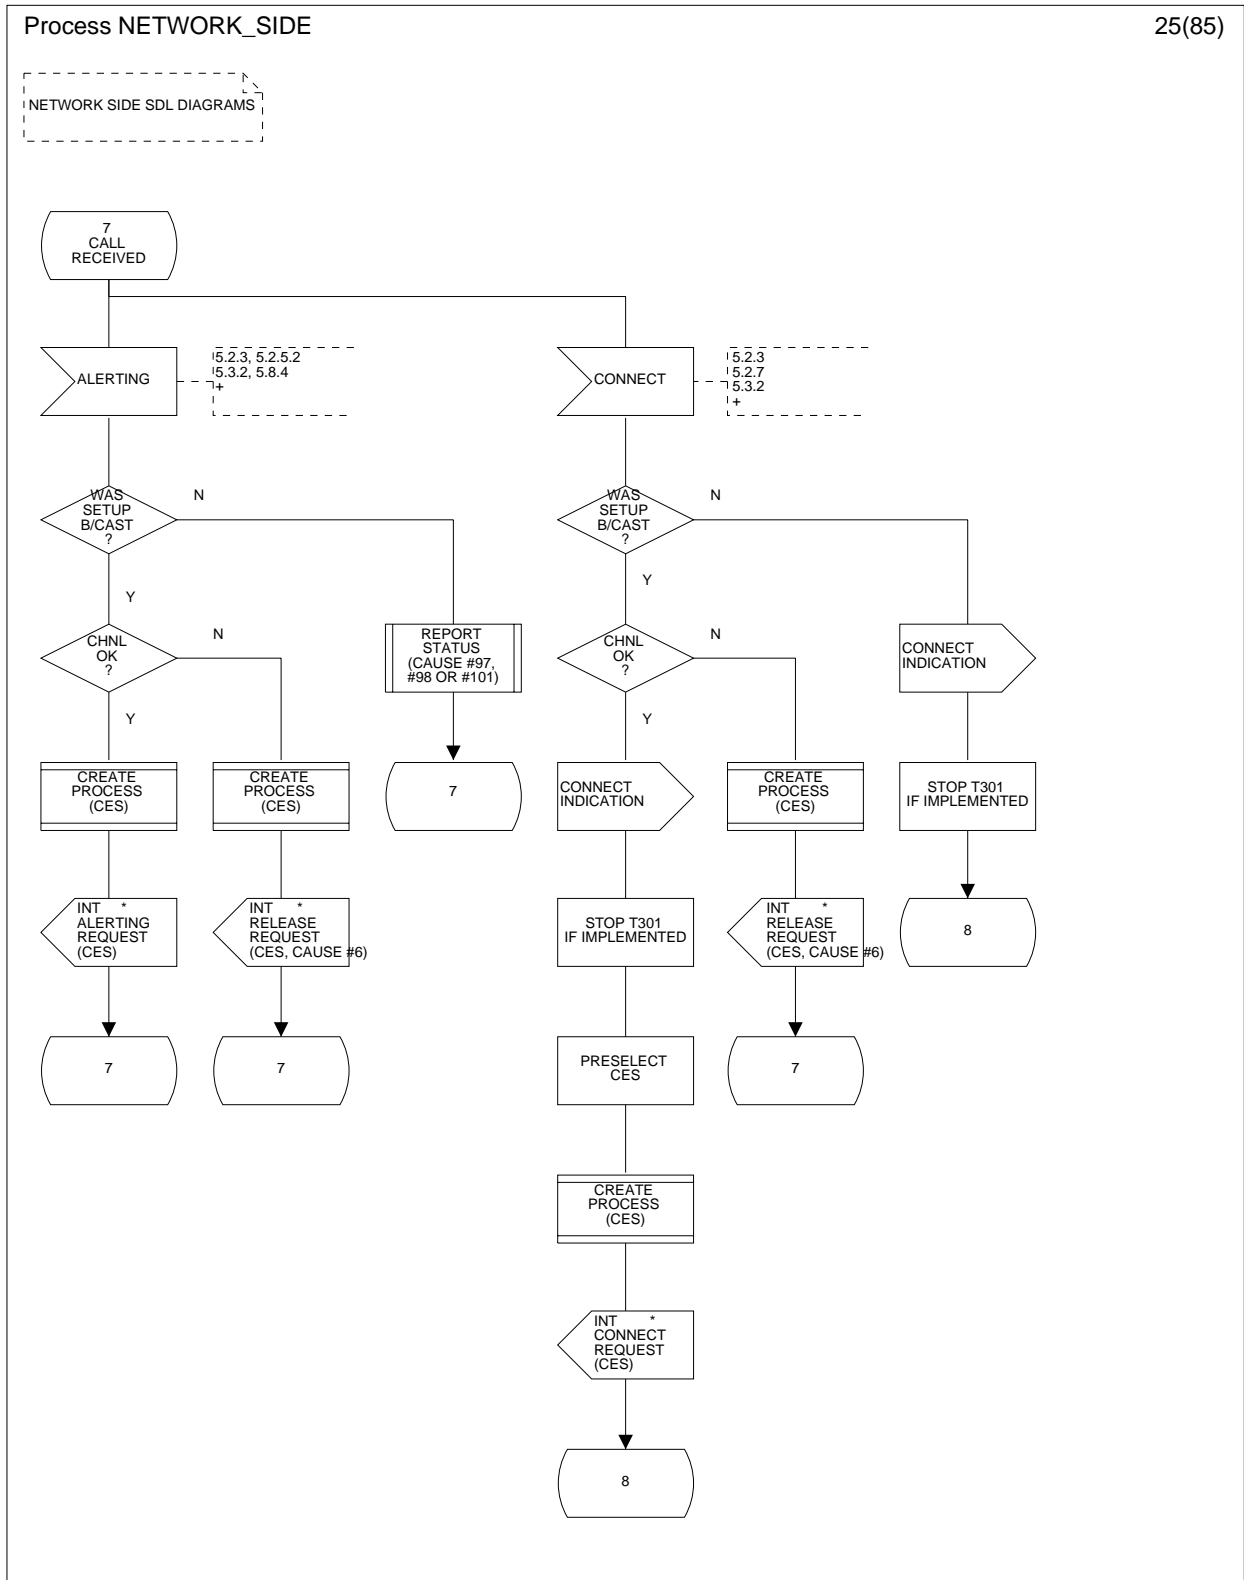 Process NETWORK_SIDE
25(85)
NETWORK SIDE SDL DIAGRAMS
7
CALL
RECEIVED
ALERTING
5.2.3, 5.2.5.2
5.3.2, 5.8.4
+
CONNECT
5.2.3
5.2.7
5.3.2
+
WAS
SETUP
B/CAST
?
N
Y
WAS
SETUP
B/CAST
?
N
Y
CHNL
OK
?
N
Y
REPORT
STATUS
(CAUSE #97,
#98 OR #101)
CHNL
OK
?
N
Y
CONNECT
INDICATION
CREATE
PROCESS
(CES)
CREATE
PROCESS
(CES)
7
CONNECT
INDICATION
CREATE
PROCESS
(CES)
STOP T301
IF IMPLEMENTED
INT *
ALERTING
REQUEST
(CES)
INT *
RELEASE
REQUEST
(CES, CAUSE #6)
STOP T301
IF IMPLEMENTED
INT *
RELEASE
REQUEST
(CES, CAUSE #6)
8
7
7
PRESELECT
CES
7
CREATE
PROCESS
(CES)
INT *
CONNECT
REQUEST
(CES)
8